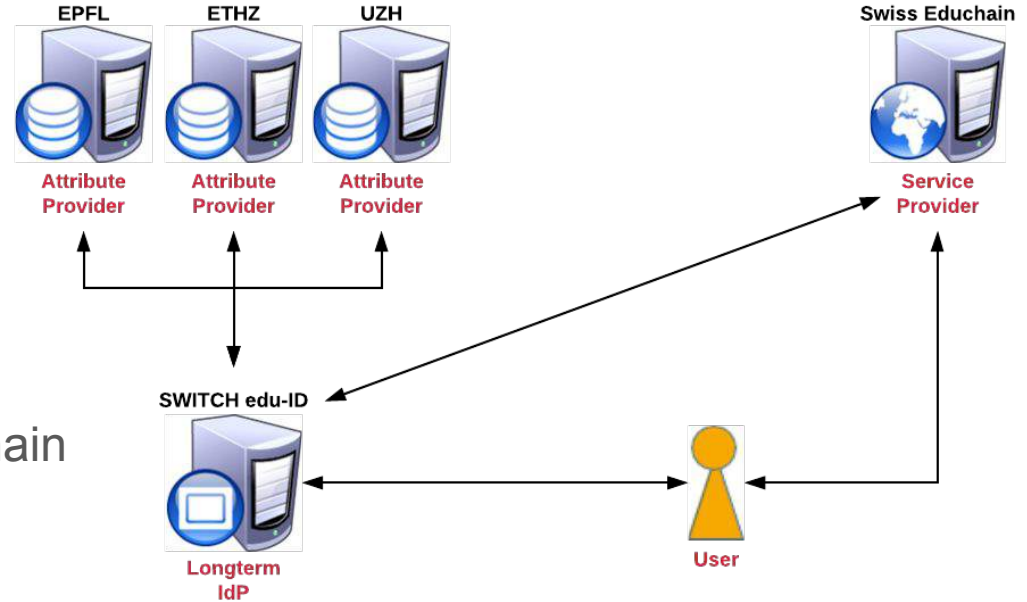 EPFL
ETHZ
UZH
Swiss Educhain
Attribute
Provider
Attribute
Provider
Attribute
Provider
Service
Provider
SWITCH edu-ID
ain
Longterm
IdP
User